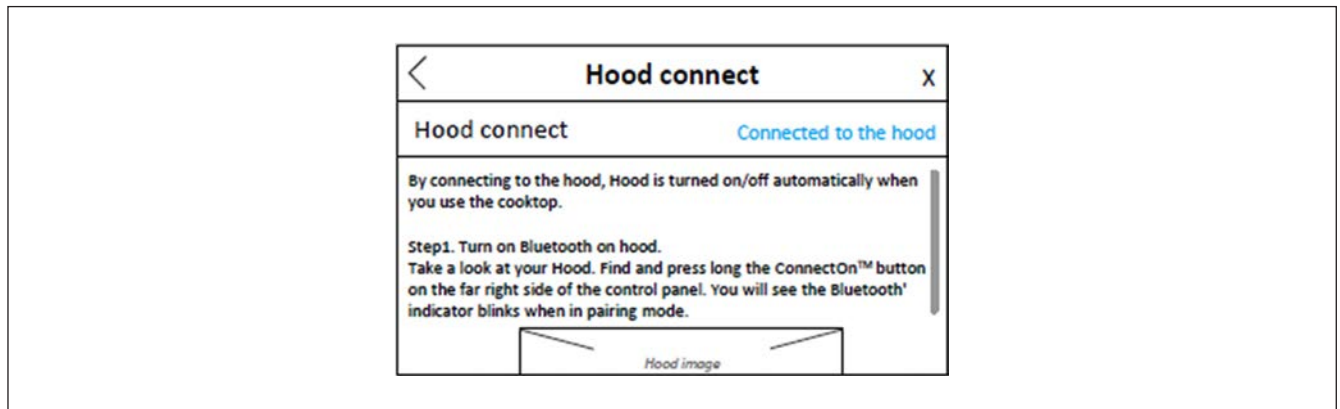 Hood connect X
Hood connect Connected to the hood
By connecting to the hood, Hood is turned on/off automatically when
you use the cooktop.
Step1. Turn on Bluetooth on hood.
Take a look at your Hood. Find and press long the ConnectOn™ button
on the far right side of the control panel. You will see the Bluetooth'
indicator blinks when in pairing mode.
Hood image